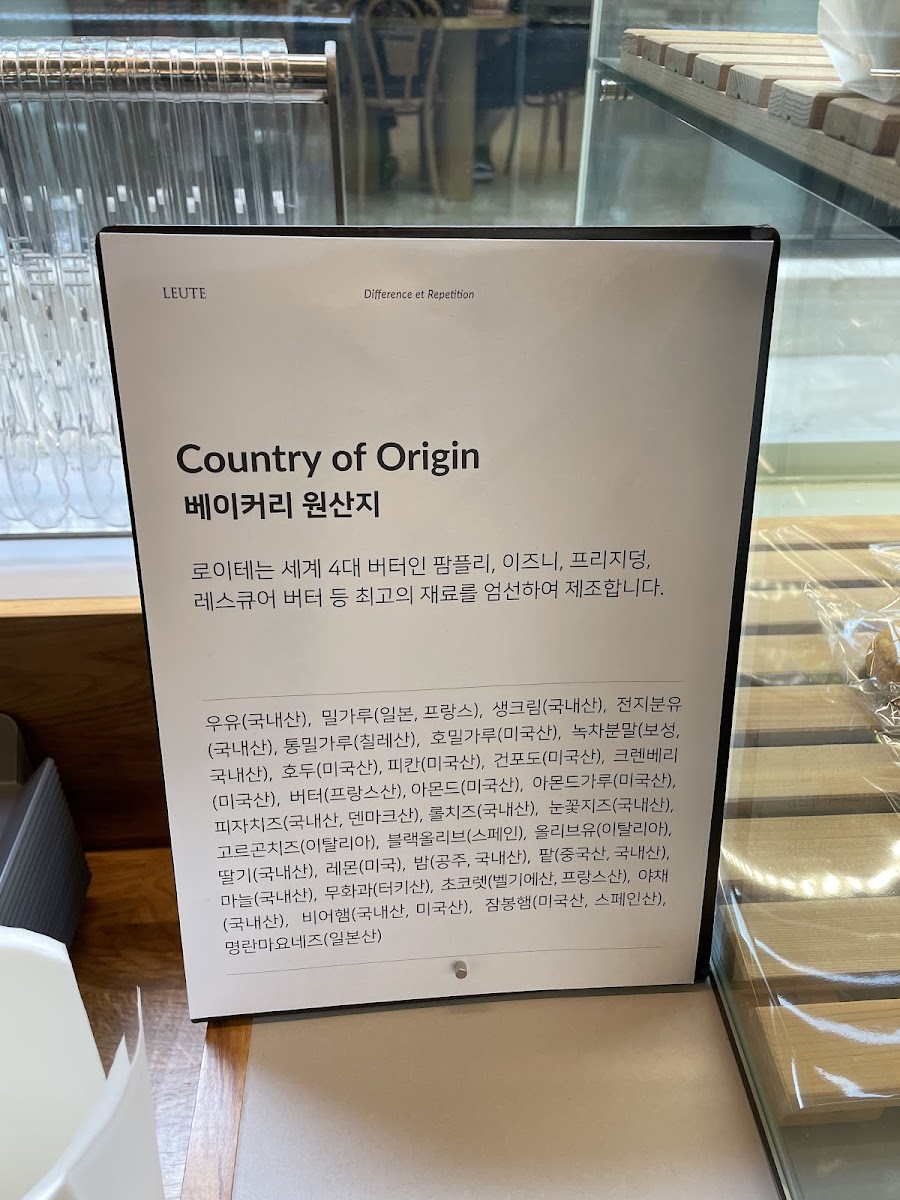 LEUTE
Difference et Repetition
Country of Origin
베이커리 원산지
로이테는 세계 4대 버터인 팜플리, 이즈니, 프리지덩,
레스큐어 버터 등 최고의 재료를 엄선하여 제조합니다.
우유(국내산), 밀가루(일본, 프랑스), 생크림(국내산), 전지분유
(국내산), 통밀가루(칠레산), 호밀가루(미국산), 녹차분말(보성,
국내산), 호두(미국산), 피칸(미국산), 건포도(미국산), 크렌베리
(미국산), 버터(프랑스산), 아몬드(미국산), 아몬드가루(미국산),
피자치즈(국내산, 덴마크산), 롤치즈(국내산), 눈꽃치즈(국내산),
고르곤치즈(이탈리아), 블랙올리브(스페인), 올리브유(이탈리아),
딸기(국내산), 레몬(미국), 밤(공주, 국내산), 팥(중국산, 국내산),
마늘(국내산), 무화과(터키산), 초코렛(벨기에산, 프랑스산), 야채
(국내산), 비어햄(국내산, 미국산), 잠봉햄(미국산, 스페인산),
명란마요네즈(일본산)